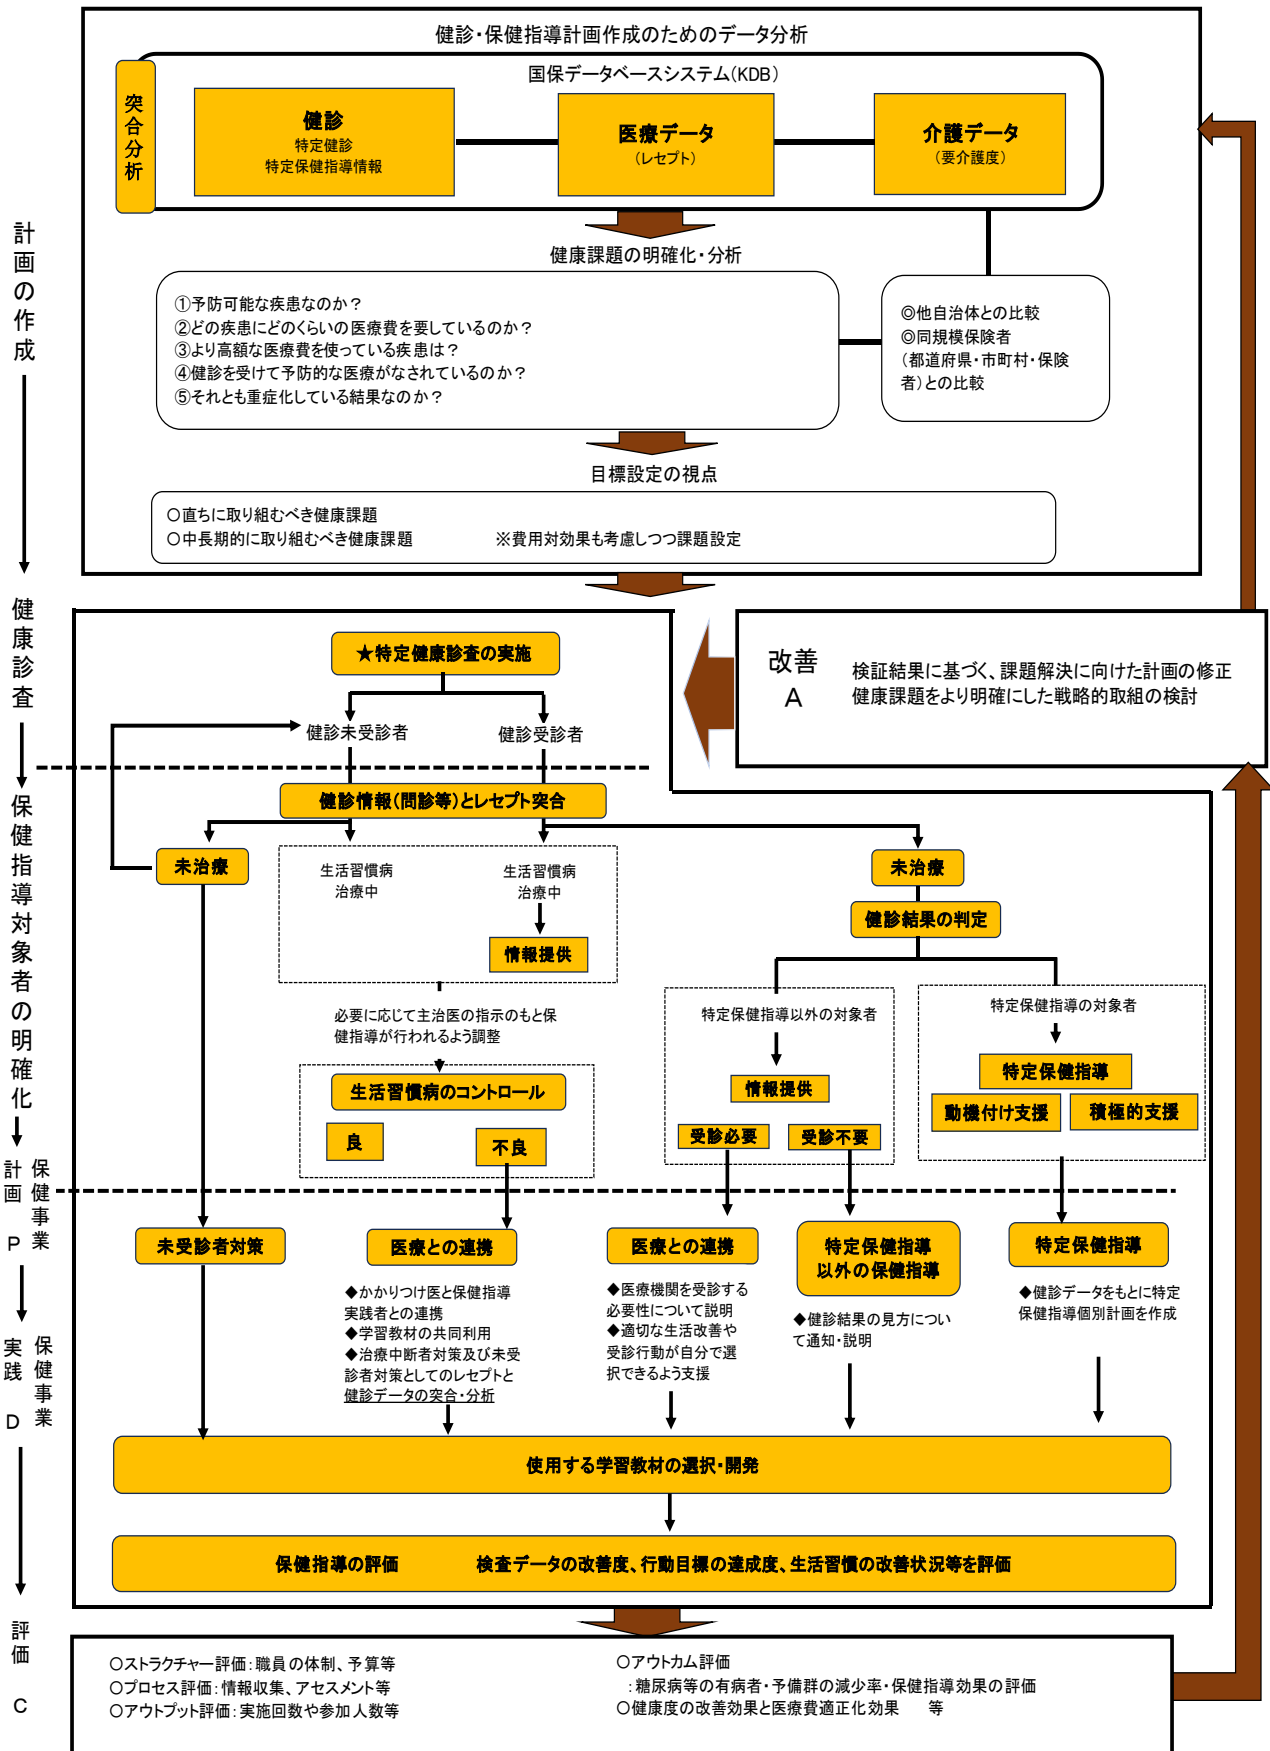 健診・保健指導計画作成のためのデータ分析
国保データベースシステム(KDB)
突合分析
健診
特定健診
特定保健指導情報
医療データ
(レセプト)
介護データ
(要介護度)
計画の作成
健康課題の明確化・分析
①予防可能な疾患なのか？
②どの疾患にどのくらいの医療費を要しているのか？
③より高額な医療費を使っている疾患は？
④健診を受けて予防的な医療がなされているのか？
⑤それとも重症化している結果なのか？
◎他自治体との比較
◎同規模保険者
(都道府県・市町村・保険
者)との比較
目標設定の視点
○直ちに取り組むべき健康課題
○中長期的に取り組むべき健康課題　　　※費用対効果も考慮しつつ課題設定
健康診査
★特定健康診査の実施
改善
A
検証結果に基づく、課題解決に向けた計画の修正
健康課題をより明確にした戦略的取組の検討
健診未受診者
健診受診者
保健指導対象者の明確化
健診情報(問診等)とレセプト突合
未治療
生活習慣病
治療中
生活習慣病
治療中
情報提供
未治療
健診結果の判定
必要に応じて主治医の指示のもと保
健指導が行われるよう調整
特定保健指導以外の対象者
情報提供
受診必要
受診不要
特定保健指導の対象者
特定保健指導
動機付け支援
積極的支援
生活習慣病のコントロール
良
不良
保健事業
計画　P
未受診者対策
医療との連携
◆かかりつけ医と保健指導
実践者との連携
◆学習教材の共同利用
◆治療中断者対策及び未受
診者対策としてのレセプトと
健診データの突合・分析
医療との連携
◆医療機関を受診する
必要性について説明
◆適切な生活改善や
受診行動が自分で選
択できるよう支援
特定保健指導
以外の保健指導
◆健診結果の見方につい
て通知・説明
特定保健指導
◆健診データをもとに特定
保健指導個別計画を作成
保健事業
実践　D
使用する学習教材の選択・開発
保健指導の評価　　　検査データの改善度、行動目標の達成度、生活習慣の改善状況等を評価
評価　C
○ストラクチャー評価：職員の体制、予算等
○プロセス評価：情報収集、アセスメント等
○アウトプット評価：実施回数や参加人数等
○アウトカム評価
：糖尿病等の有病者・予備群の減少率・保健指導効果の評価
○健康度の改善効果と医療費適正化効果　　等